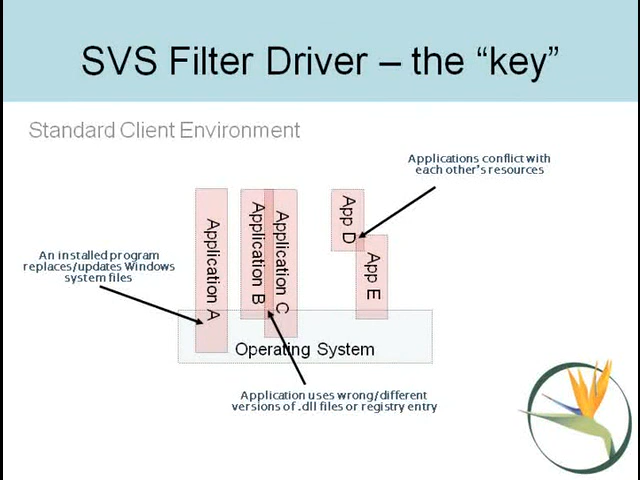 SVS Filter Driver – the “key”
Standard Client Environment
Applications conflict with
each other's resources
An installed program
replaces/updates Windows
system files
Application A
Application B
Application C
App D
App E
Operating System
Application uses wrong/different
versions of .dll files or registry entry